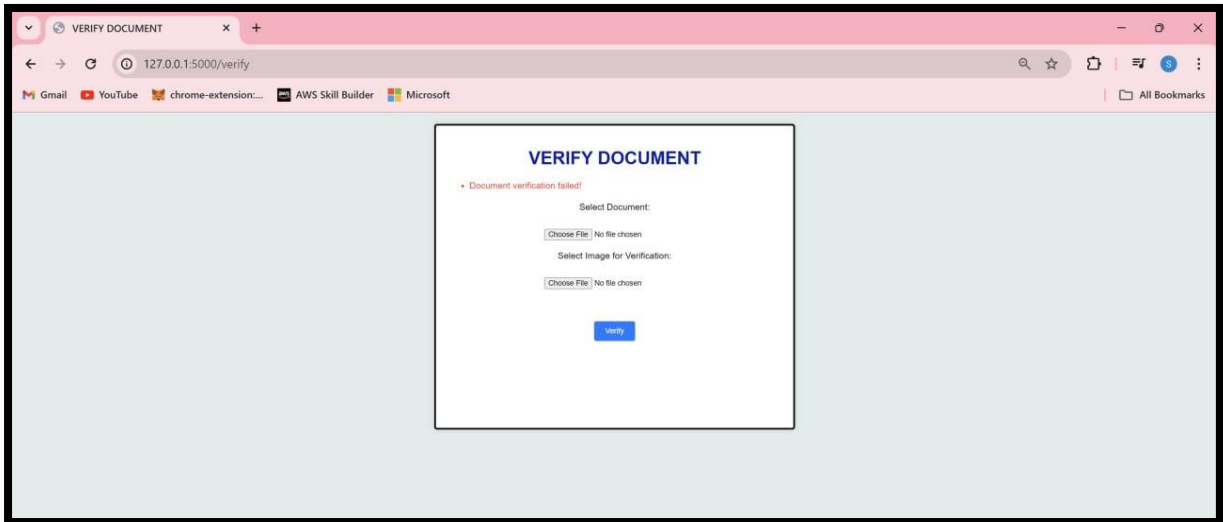 VERIFY DOCUMENT
127.0.0.1:5000/verify
S
Gmail YouTube chrome-extension:... aws AWS Skill Builder Microsoft All Bookmarks
VERIFY DOCUMENT
• Document verification failed!
Select Document:
Choose File No file chosen
Select Image for Verification:
Choose File No file chosen
Verify